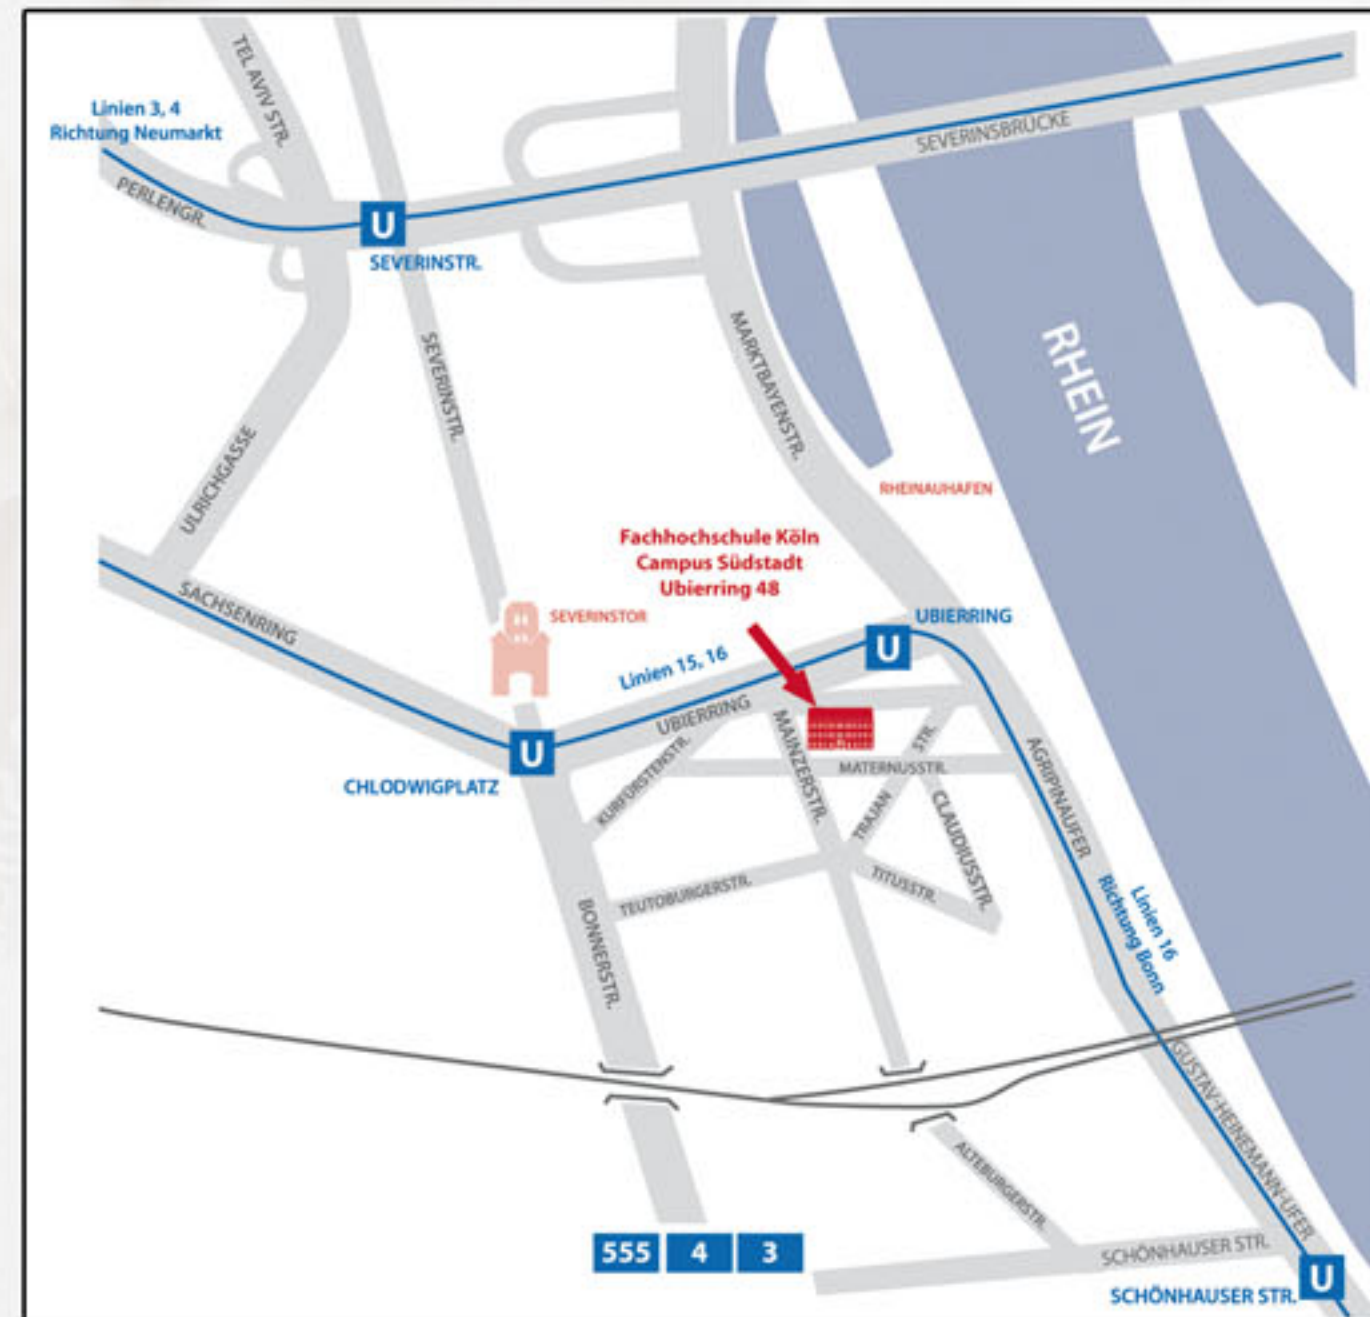 TEL AVIV STR.
Linien 3, 4
Richtung Neumarkt
PERLENGR.
SEVERINSBRÜCKE
U
SEVERINSTR.
SEVERINSTR.
MARKTBAYENSTR.
RHEIN
ULRICHGASSE
RHEINAUHAFEN
Fachhochschule Köln
Campus Südstadt
Ubierring 48
SACHSENRING
SEVERINSTOR
UBIERRING
U
Linien 15, 16
UBIERRING
U
CHLODWIGPLATZ
KURFÜRSTENSTR.
MAINZERSTR.
TRAJAN STR.
MATERNUSSTR.
CLAUDIUSSTR.
AGRIPINAUFER
TEUTOBURGERSTR.
TITUSSTR.
BONNERSTR.
Linien 16
Richtung Bonn
GUSTAV-HEINEMANN-UFER
ALTEBURGERSTR.
555 4 3
SCHÖNHAUSER STR.
U
SCHÖNHAUSER STR.